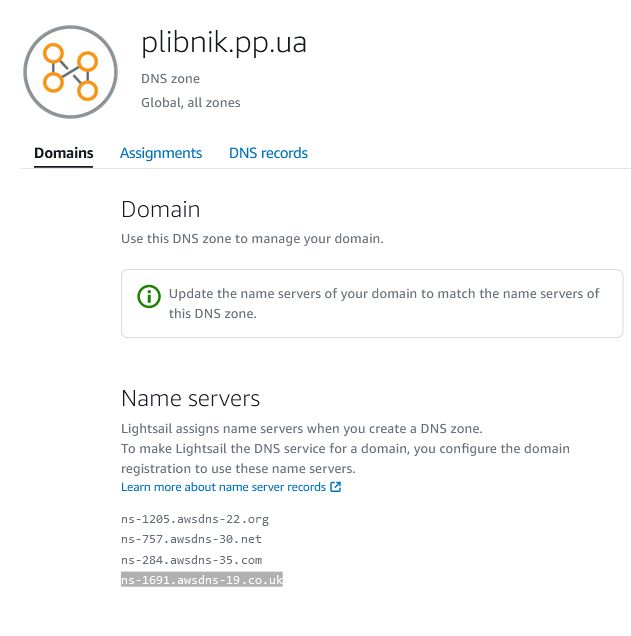 plibnik.pp.ua
DNS zone
Global, all zones
Domains Assignments DNS records
Domain
Use this DNS zone to manage your domain.
Update the name servers of your domain to match the name servers of
this DNS zone.
Name servers
Lightsail assigns name servers when you create a DNS zone.
To make Lightsail the DNS service for a domain, you configure the domain
registration to use these name servers.
Learn more about name server records
ns-1205.awsdns-22.org
ns-757.awsdns-30.net
ns-284.awsdns-35.com
ns-1691.awsdns-19.co.uk